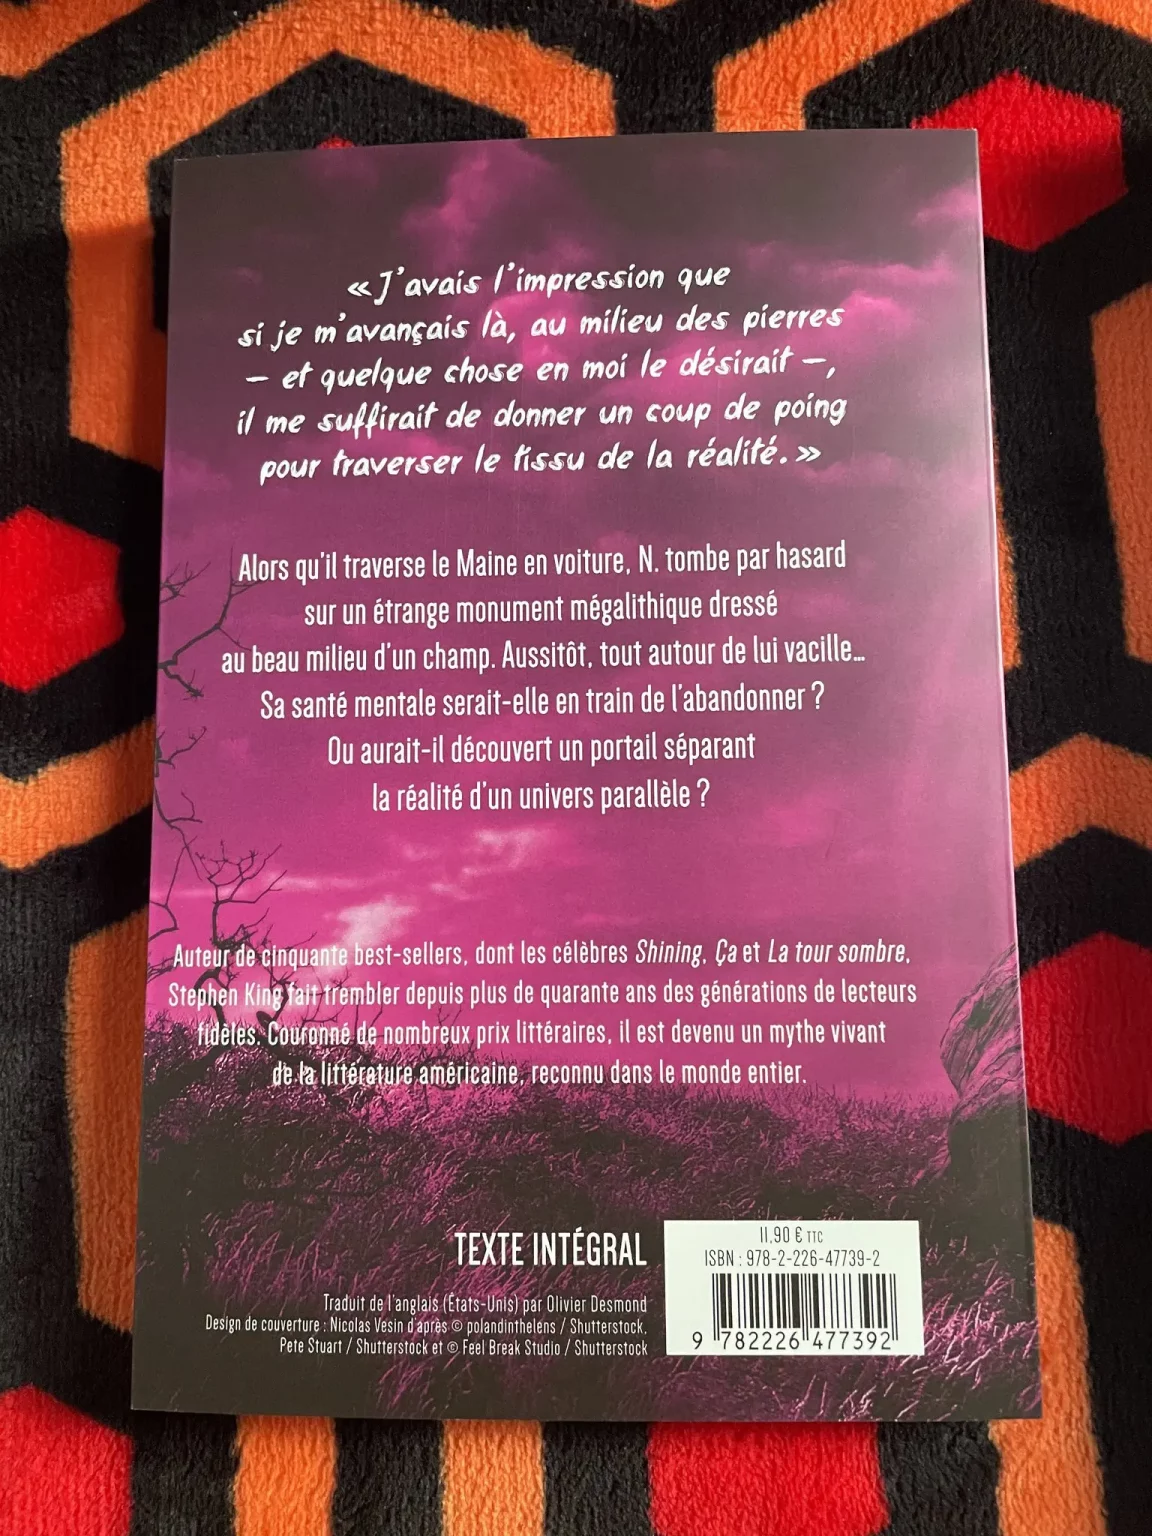 « J'avais l'impression que
si je m'avançais là, au milieu des pierres
– et quelque chose en moi le désirait –,
il me suffirait de donner un coup de poing
pour traverser le tissu de la réalité. »
Alors qu'il traverse le Maine en voiture, N. tombe par hasard
sur un étrange monument mégalithique dressé
au beau milieu d'un champ. Aussitôt, tout autour de lui vacille…
Sa santé mentale serait-elle en train de l'abandonner ?
Ou aurait-il découvert un portail séparant
la réalité d'un univers parallèle ?
Auteur de cinquante best-sellers, dont les célèbres Shining, Ça et La tour sombre,
Stephen King fait trembler depuis plus de quarante ans des générations de lecteurs
fidèles. Couronné de nombreux prix littéraires, il est devenu un mythe vivant
de la littérature américaine, reconnu dans le monde entier.
TEXTE INTÉGRAL
Traduit de l'anglais (États-Unis) par Olivier Desmond
Design de couverture : Nicolas Vesin d'après © polandinthelens / Shutterstock,
Pete Stuart / Shutterstock et © Feel Break Studio / Shutterstock
11,90 € TTC
ISBN : 978-2-226-47739-2
9 782226 477392